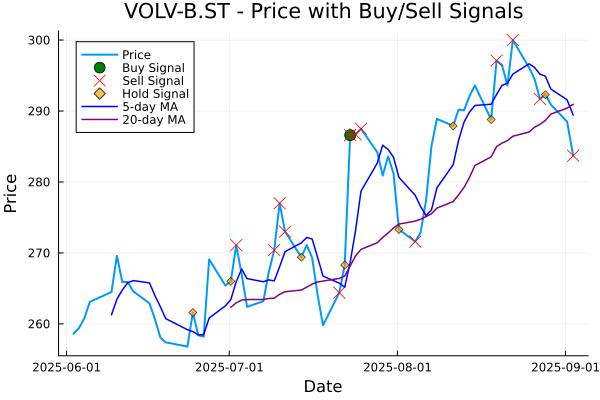 VOLV-B.ST - Price with Buy/Sell Signals
Price
Buy Signal
Sell Signal
Hold Signal
5-day MA
20-day MA
300
290
280
270
260
Price
2025-06-01
2025-07-01
2025-08-01
2025-09-01
Date